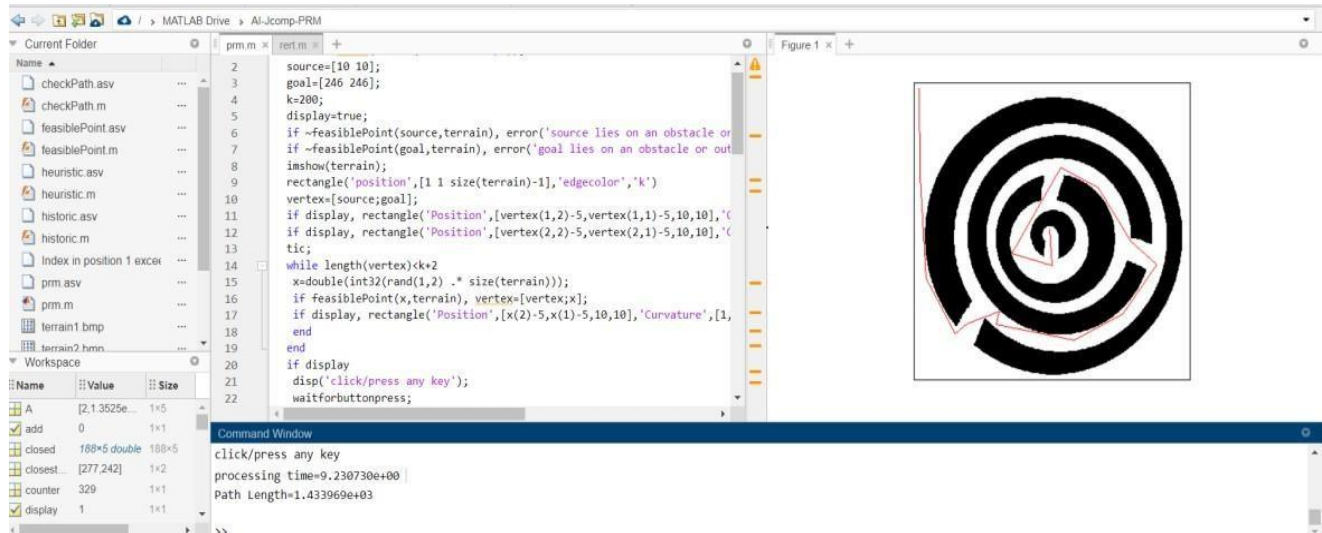 / > MATLAB Drive > AI-Jcomp-PRM
Current Folder
Name
checkPath.asv
checkPath.m
feasiblePoint.asv
feasiblePoint.m
heuristic.asv
heuristic.m
historic.asv
historic.m
Index in position 1 excee
prm.asv
prm.m
terrain1.bmp
terrain2.bmp
Workspace
Name Value Size
A [2,1.3525e... 1×5
add 0 1×1
closed 188×5 double 188×5
closest... [277,242] 1×2
counter 329 1×1
display 1 1×1
prm.m × rert.m × +
2 source=[10 10];
3 goal=[246 246];
4 k=200;
5 display=true;
6 if ~feasiblePoint(source,terrain), error('source lies on an obstacle or
7 if ~feasiblePoint(goal,terrain), error('goal lies on an obstacle or out
8 imshow(terrain);
9 rectangle('position',[1 1 size(terrain)-1],'edgecolor','k')
10 vertex=[source;goal];
11 if display, rectangle('Position',[vertex(1,2)-5,vertex(1,1)-5,10,10],'C
12 if display, rectangle('Position',[vertex(2,2)-5,vertex(2,1)-5,10,10],'C
13 tic;
14 while length(vertex)<k+2
15 x=double(int32(rand(1,2) .* size(terrain)));
16 if feasiblePoint(x,terrain), vertex=[vertex;x];
17 if display, rectangle('Position',[x(2)-5,x(1)-5,10,10],'Curvature',[1,
18 end
19 end
20 if display
21 disp('click/press any key');
22 waitforbuttonpress;
Figure 1 × +
Command Window
click/press any key
processing time=9.230730e+00
Path Length=1.433969e+03
>>